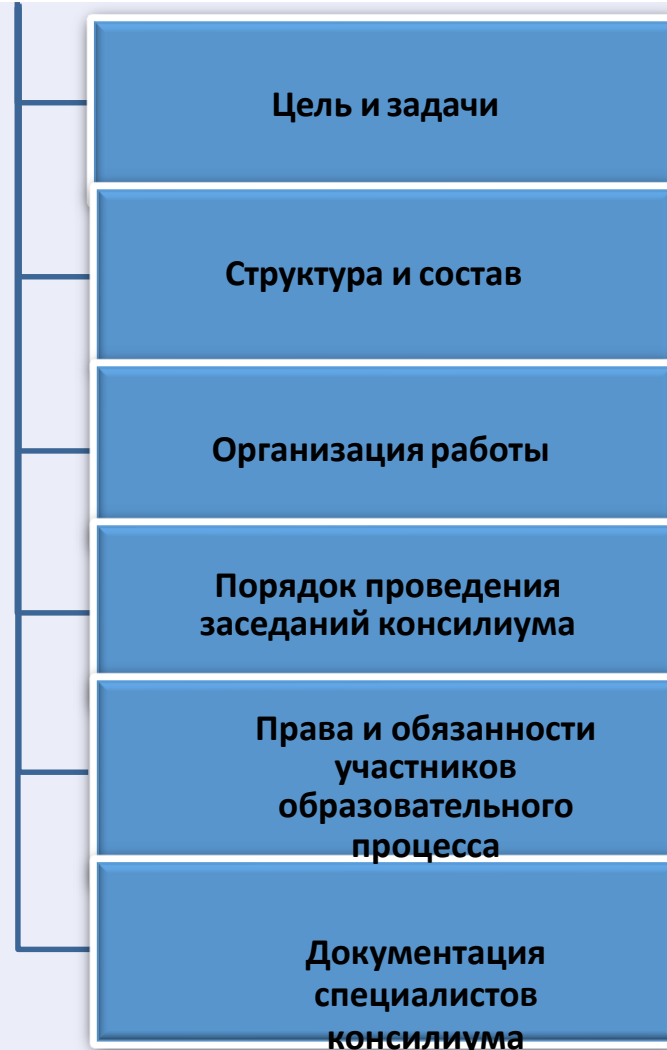 Цель и задачи
Структура и состав
Организация работы
Порядок проведения
заседаний консилиума
Права и обязанности
участников
образовательного
процесса
Документация
специалистов
консилиума